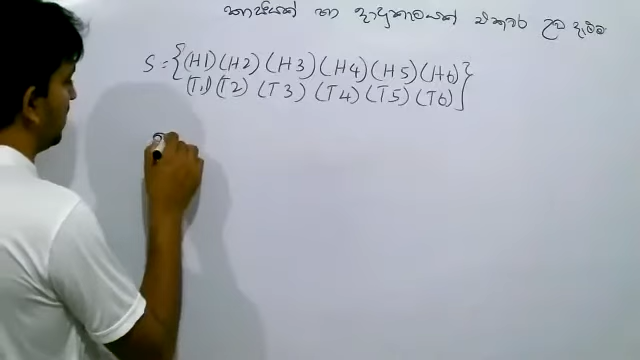 කාසියක් හා දාදුකැටයක් එකවර උඩ දැමීම
S = {(H1) (H2) (H3) (H4) (H5) (H6)
(T1) (T2) (T3) (T4) (T5) (T6)}